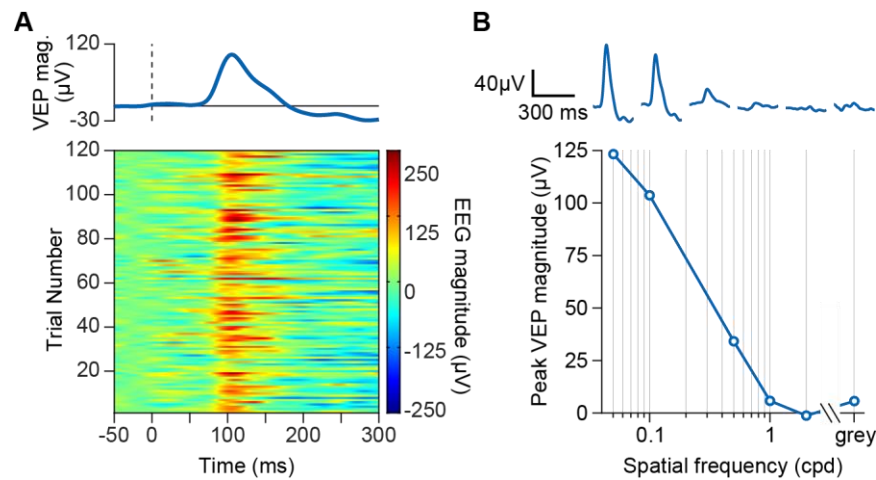 A
VEP mag.
(μV)
120
-30
Trial Number
120
100
80
60
40
20
-50
0
100
200
300
Time (ms)
250
125
0
-125
-250
EEG magnitude (μV)
B
40μV
300 ms
Peak VEP magnitude (μV)
125
100
75
50
25
0
0.1
1
grey
Spatial frequency (cpd)